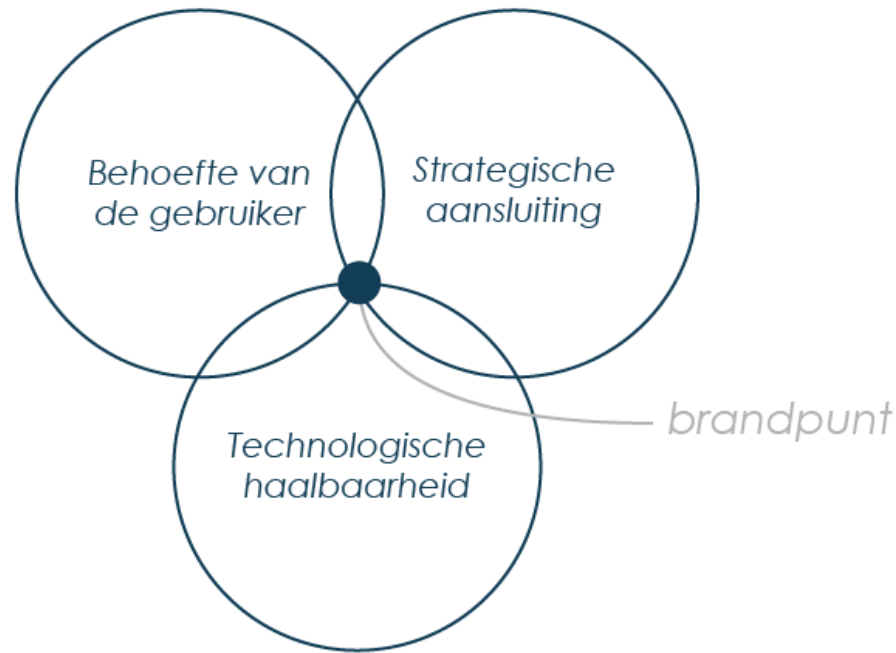 Behoefte van
de gebruiker
Strategische
aansluiting
Technologische
haalbaarheid
brandpunt